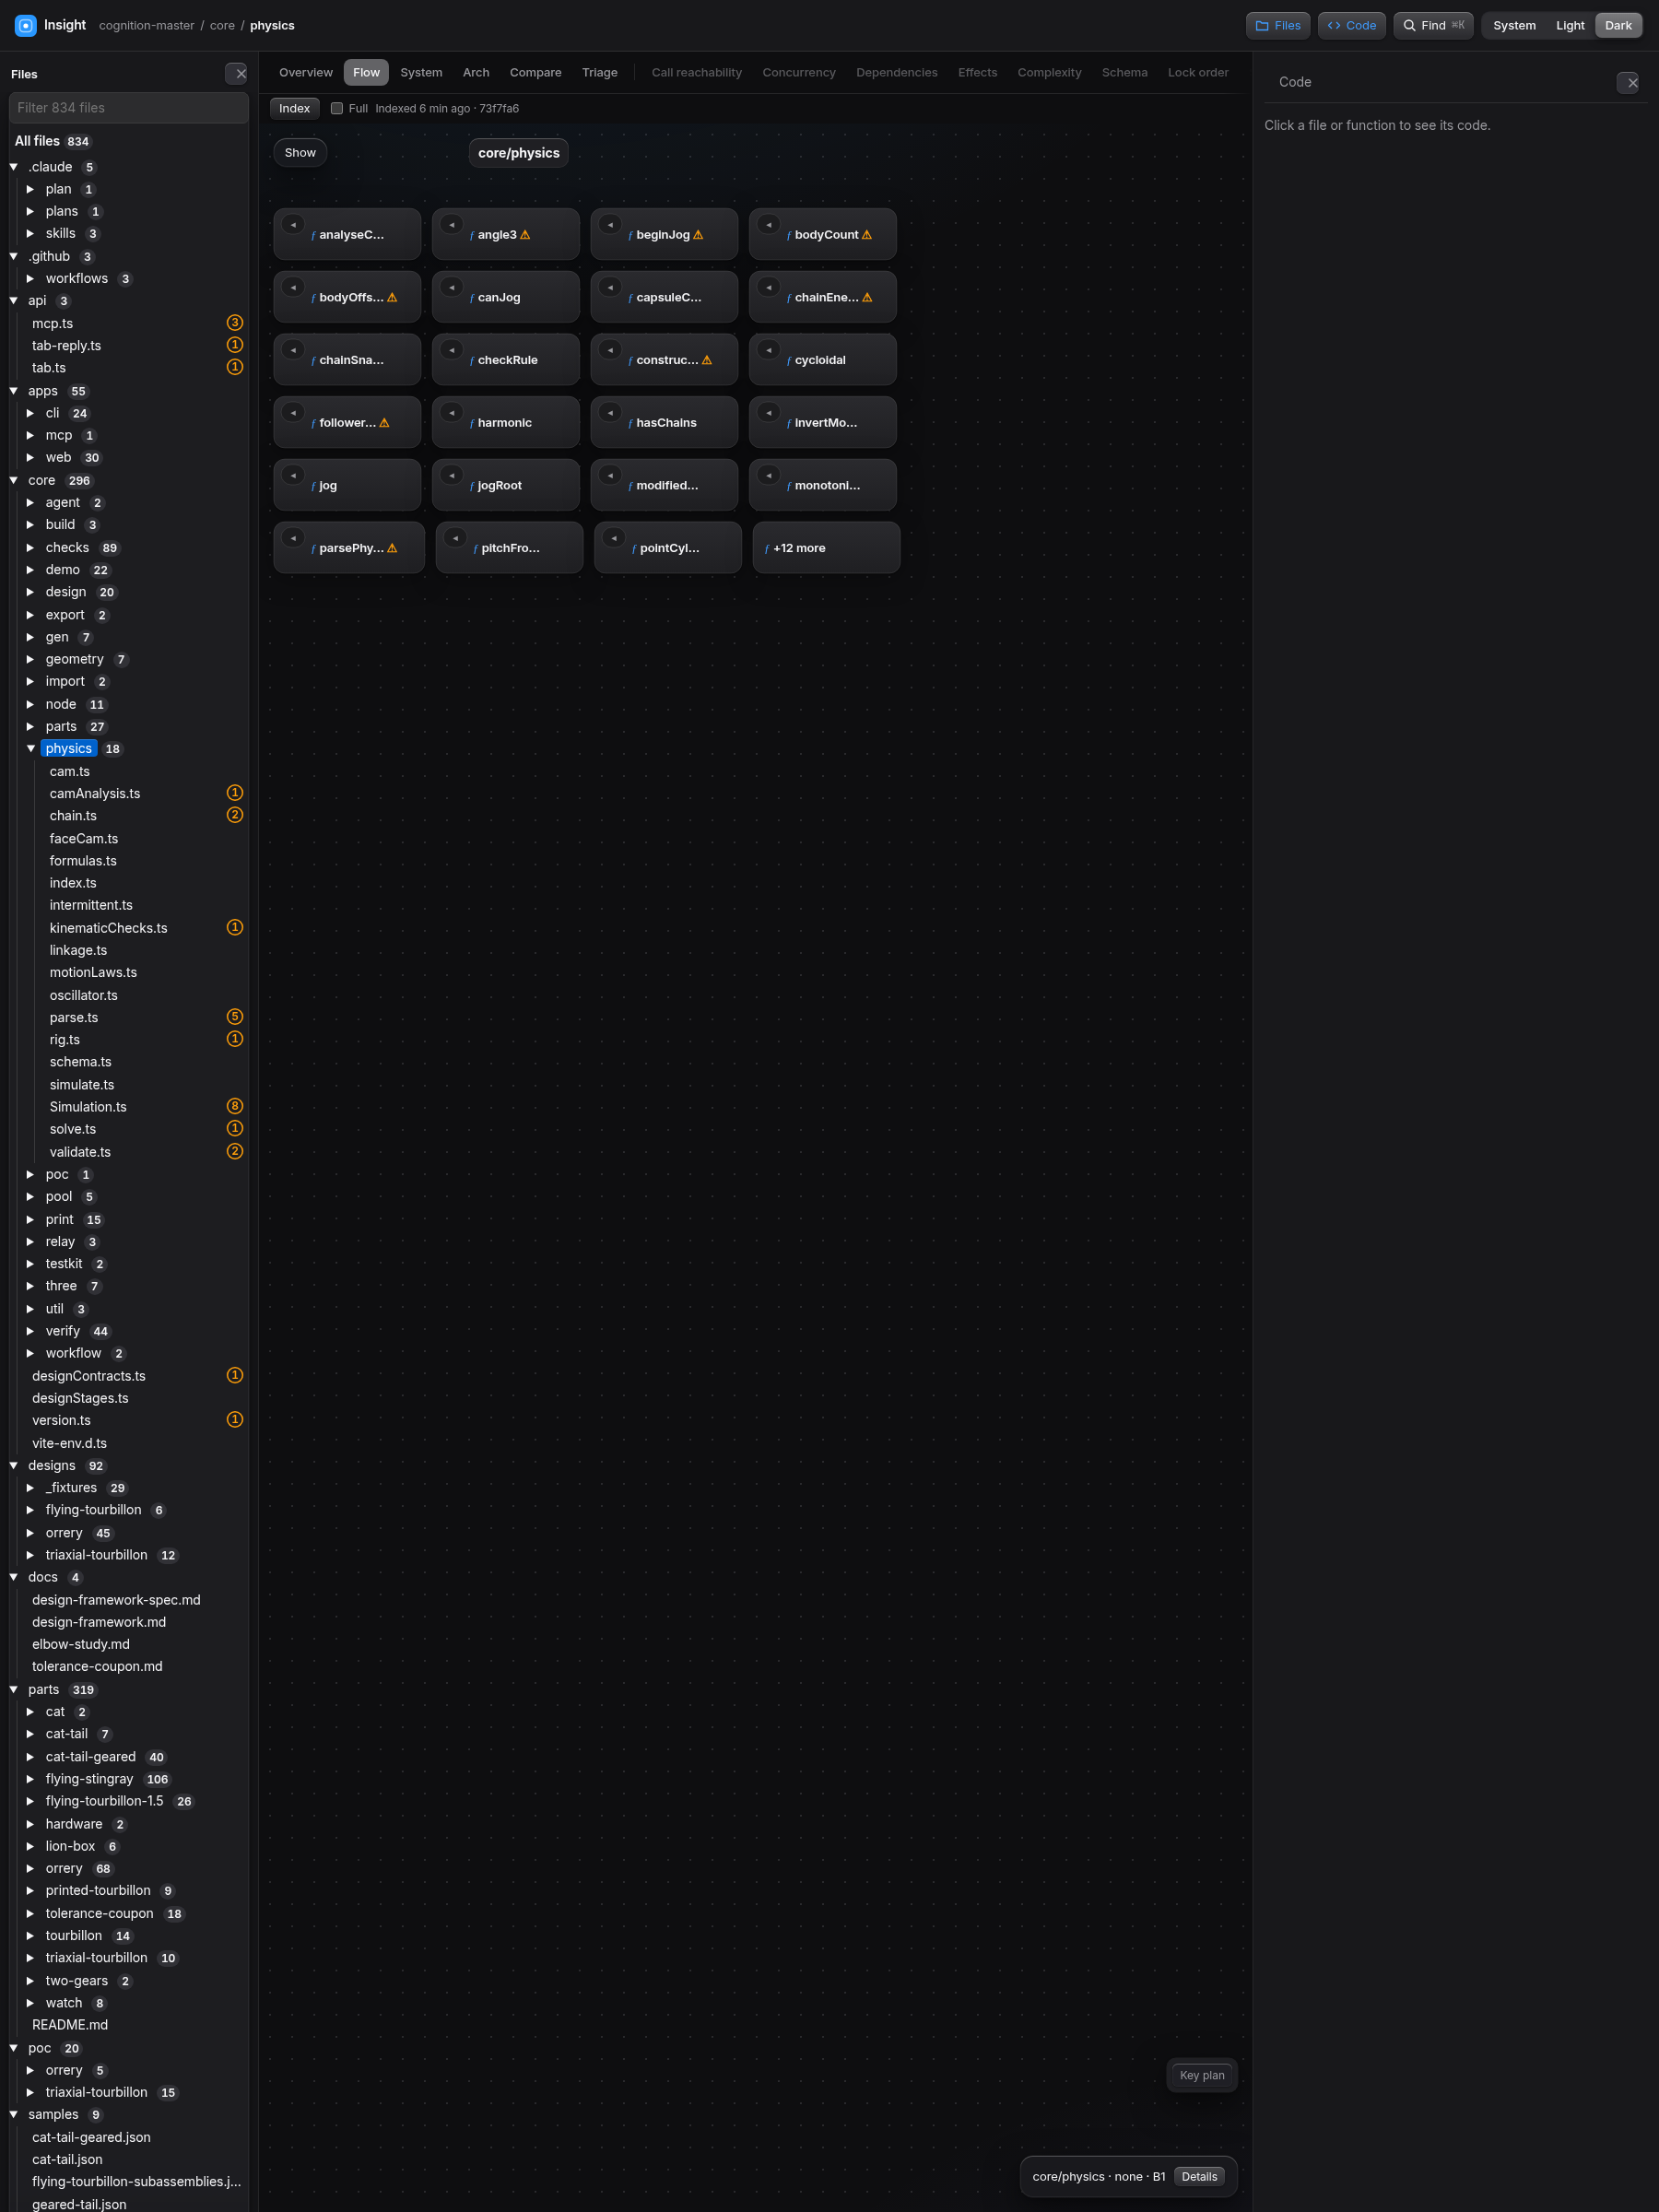 Insight cognition-master / core / physics Files Code Find ⌘K System Light Dark
Files
Filter 834 files
All files 834
.claude 5
plan 1
plans 1
skills 3
.github 3
workflows 3
api 3
mcp.ts 3
tab-reply.ts 1
tab.ts 1
apps 55
cli 24
mcp 1
web 30
core 296
agent 2
build 3
checks 89
demo 22
design 20
export 2
gen 7
geometry 7
import 2
node 11
parts 27
physics 18
cam.ts
camAnalysis.ts 1
chain.ts 2
faceCam.ts
formulas.ts
index.ts
intermittent.ts
kinematicChecks.ts 1
linkage.ts
motionLaws.ts
oscillator.ts
parse.ts 5
rig.ts 1
schema.ts
simulate.ts
Simulation.ts 8
solve.ts 1
validate.ts 2
poc 1
pool 5
print 15
relay 3
testkit 2
three 7
util 3
verify 44
workflow 2
designContracts.ts 1
designStages.ts
version.ts 1
vite-env.d.ts
designs 92
_fixtures 29
flying-tourbillon 6
orrery 45
triaxial-tourbillon 12
docs 4
design-framework-spec.md
design-framework.md
elbow-study.md
tolerance-coupon.md
parts 319
cat 2
cat-tail 7
cat-tail-geared 40
flying-stingray 106
flying-tourbillon-1.5 26
hardware 2
lion-box 6
orrery 68
printed-tourbillon 9
tolerance-coupon 18
tourbillon 14
triaxial-tourbillon 10
two-gears 2
watch 8
README.md
poc 20
orrery 5
triaxial-tourbillon 15
samples 9
cat-tail-geared.json
cat-tail.json
flying-tourbillon-subassemblies.j...
geared-tail.json
Overview Flow System Arch Compare Triage Call reachability Concurrency Dependencies Effects Complexity Schema Lock order
Index Full Indexed 6 min ago · 73f7fa6
Show core/physics
f analyseC... f angle3 ⚠ f beginJog ⚠ f bodyCount ⚠
f bodyOffs... ⚠ f canJog f capsuleC... f chainEne... ⚠
f chainSna... f checkRule f construc... ⚠ f cycloidal
f follower... ⚠ f harmonic f hasChains f invertMo...
f jog f jogRoot f modified... f monotoni...
f parsePhy... ⚠ f pitchFro... f pointCyl... f +12 more
Key plan
core/physics · none · B1 Details
Code
Click a file or function to see its code.